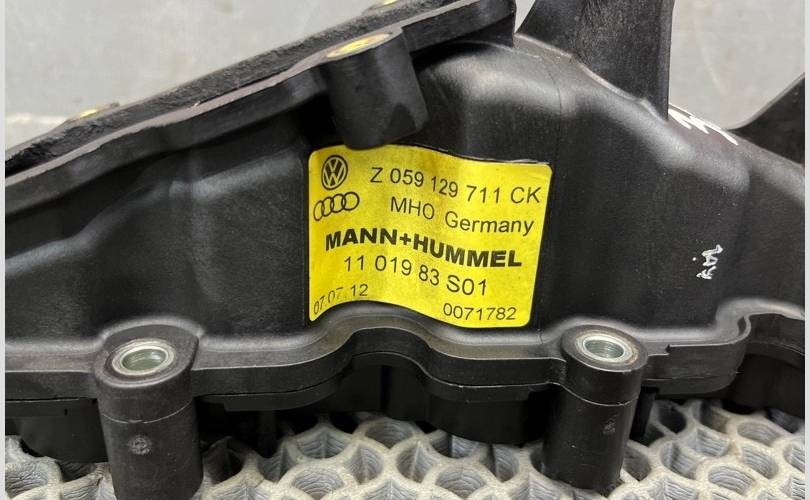 Z 059 129 711 CK
MHO Germany
MANN+HUMMEL
11 019 83 S01
07.07.12 0071782